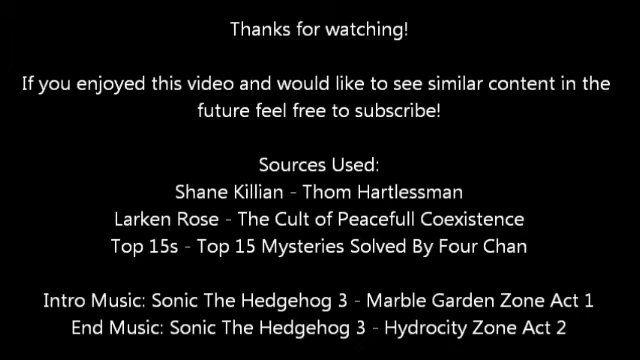 Thanks for watching!
If you enjoyed this video and would like to see similar content in the
future feel free to subscribe!
Sources Used:
Shane Killian - Thom Hartlessman
Larken Rose - The Cult of Peacefull Coexistence
Top 15s - Top 15 Mysteries Solved By Four Chan
Intro Music: Sonic The Hedgehog 3 - Marble Garden Zone Act 1
End Music: Sonic The Hedgehog 3 - Hydrocity Zone Act 2